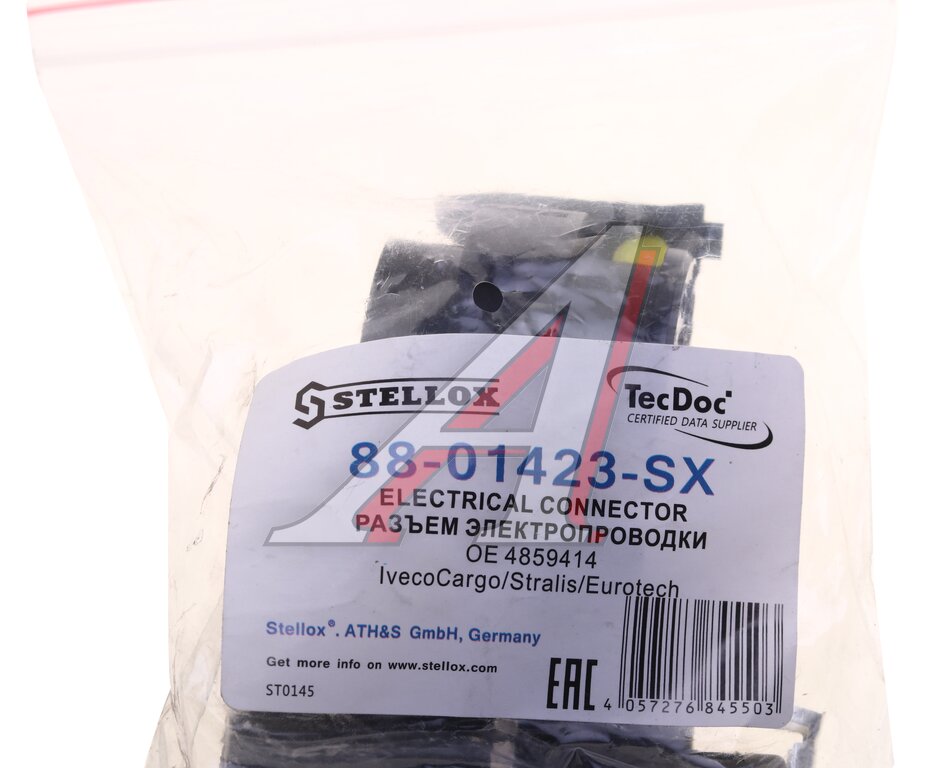 STELLOX
TecDoc
CERTIFIED DATA SUPPLIER
88-01423-SX
ELECTRICAL CONNECTOR
РАЗЪЕМ ЭЛЕКТРОПРОВОДКИ
OE 4859414
IvecoCargo/Stralis/Eurotech
Stellox®. ATH&S GmbH, Germany
Get more info on www.stellox.com
ST0145
EAC
4 057276 845503